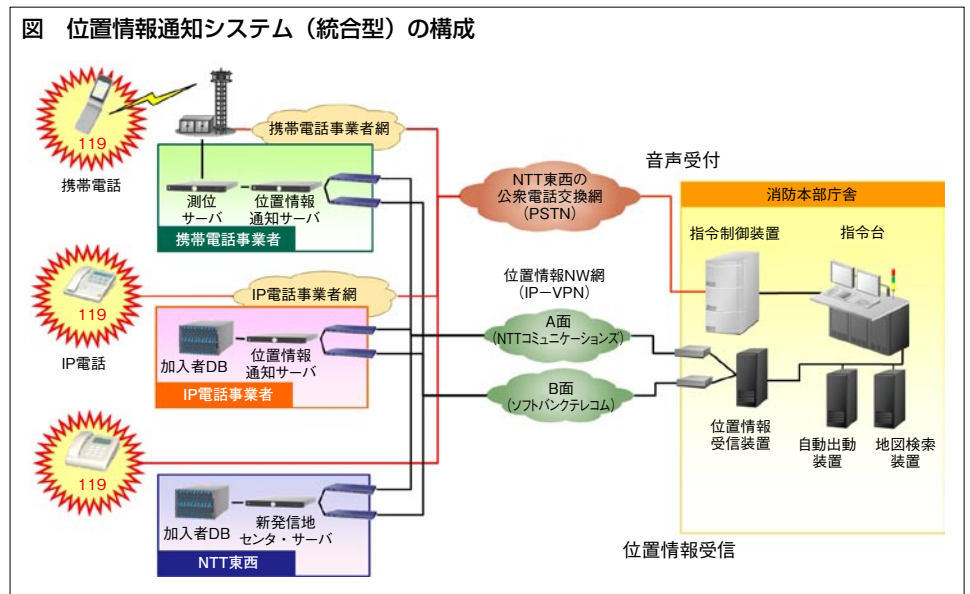 図 位置情報通知システム（統合型）の構成
119
携帯電話
携帯電話事業者網
測位
サーバ
位置情報
通知サーバ
携帯電話事業者
119
IP電話
IP電話事業者網
加入者DB
位置情報
通知サーバ
IP電話事業者
119
加入者DB
新発信地
センタ・サーバ
NTT東西
NTT東西の
公衆電話交換網
（PSTN）
位置情報NW網
（IP－VPN）
A面
（NTTコミュニケーションズ）
B面
（ソフトバンクテレコム）
音声受付
消防本部庁舎
指令制御装置
指令台
位置情報
受信装置
自動出動
装置
地図検索
装置
位置情報受信